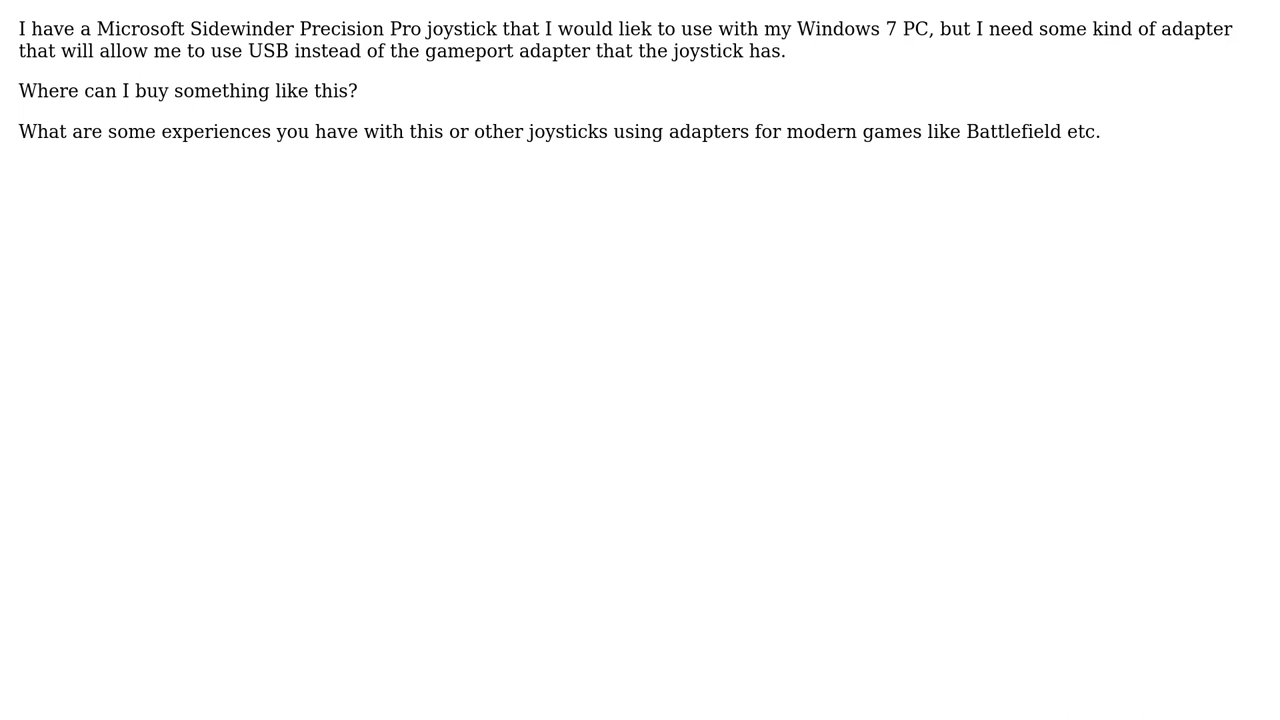 I have a Microsoft Sidewinder Precision Pro joystick that I would liek to use with my Windows 7 PC, but I need some kind of adapter
that will allow me to use USB instead of the gameport adapter that the joystick has.
Where can I buy something like this?
What are some experiences you have with this or other joysticks using adapters for modern games like Battlefield etc.